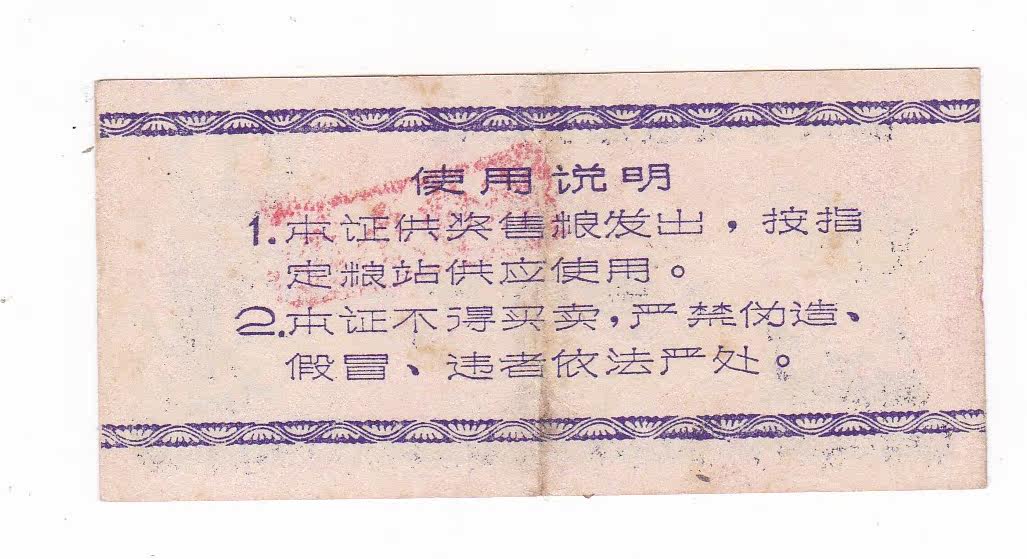 使用说明
1.本证供奖售粮发出，按指
定粮站供应使用。
2.本证不得买卖,严禁伪造、
假冒、违者依法严处。